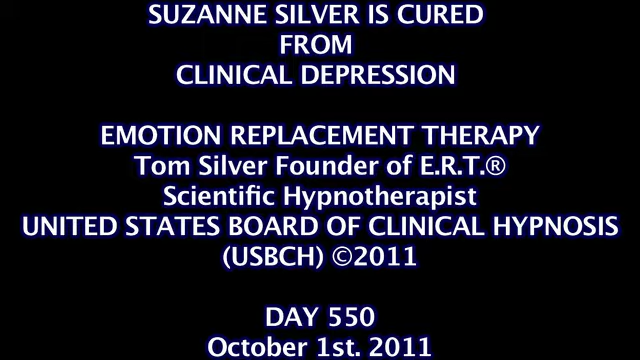 SUZANNE SILVER IS CURED
FROM
CLINICAL DEPRESSION
EMOTION REPLACEMENT THERAPY
Tom Silver Founder of E.R.T.®
Scientific Hypnotherapist
UNITED STATES BOARD OF CLINICAL HYPNOSIS
(USBCH) ©2011
DAY 550
October 1st. 2011